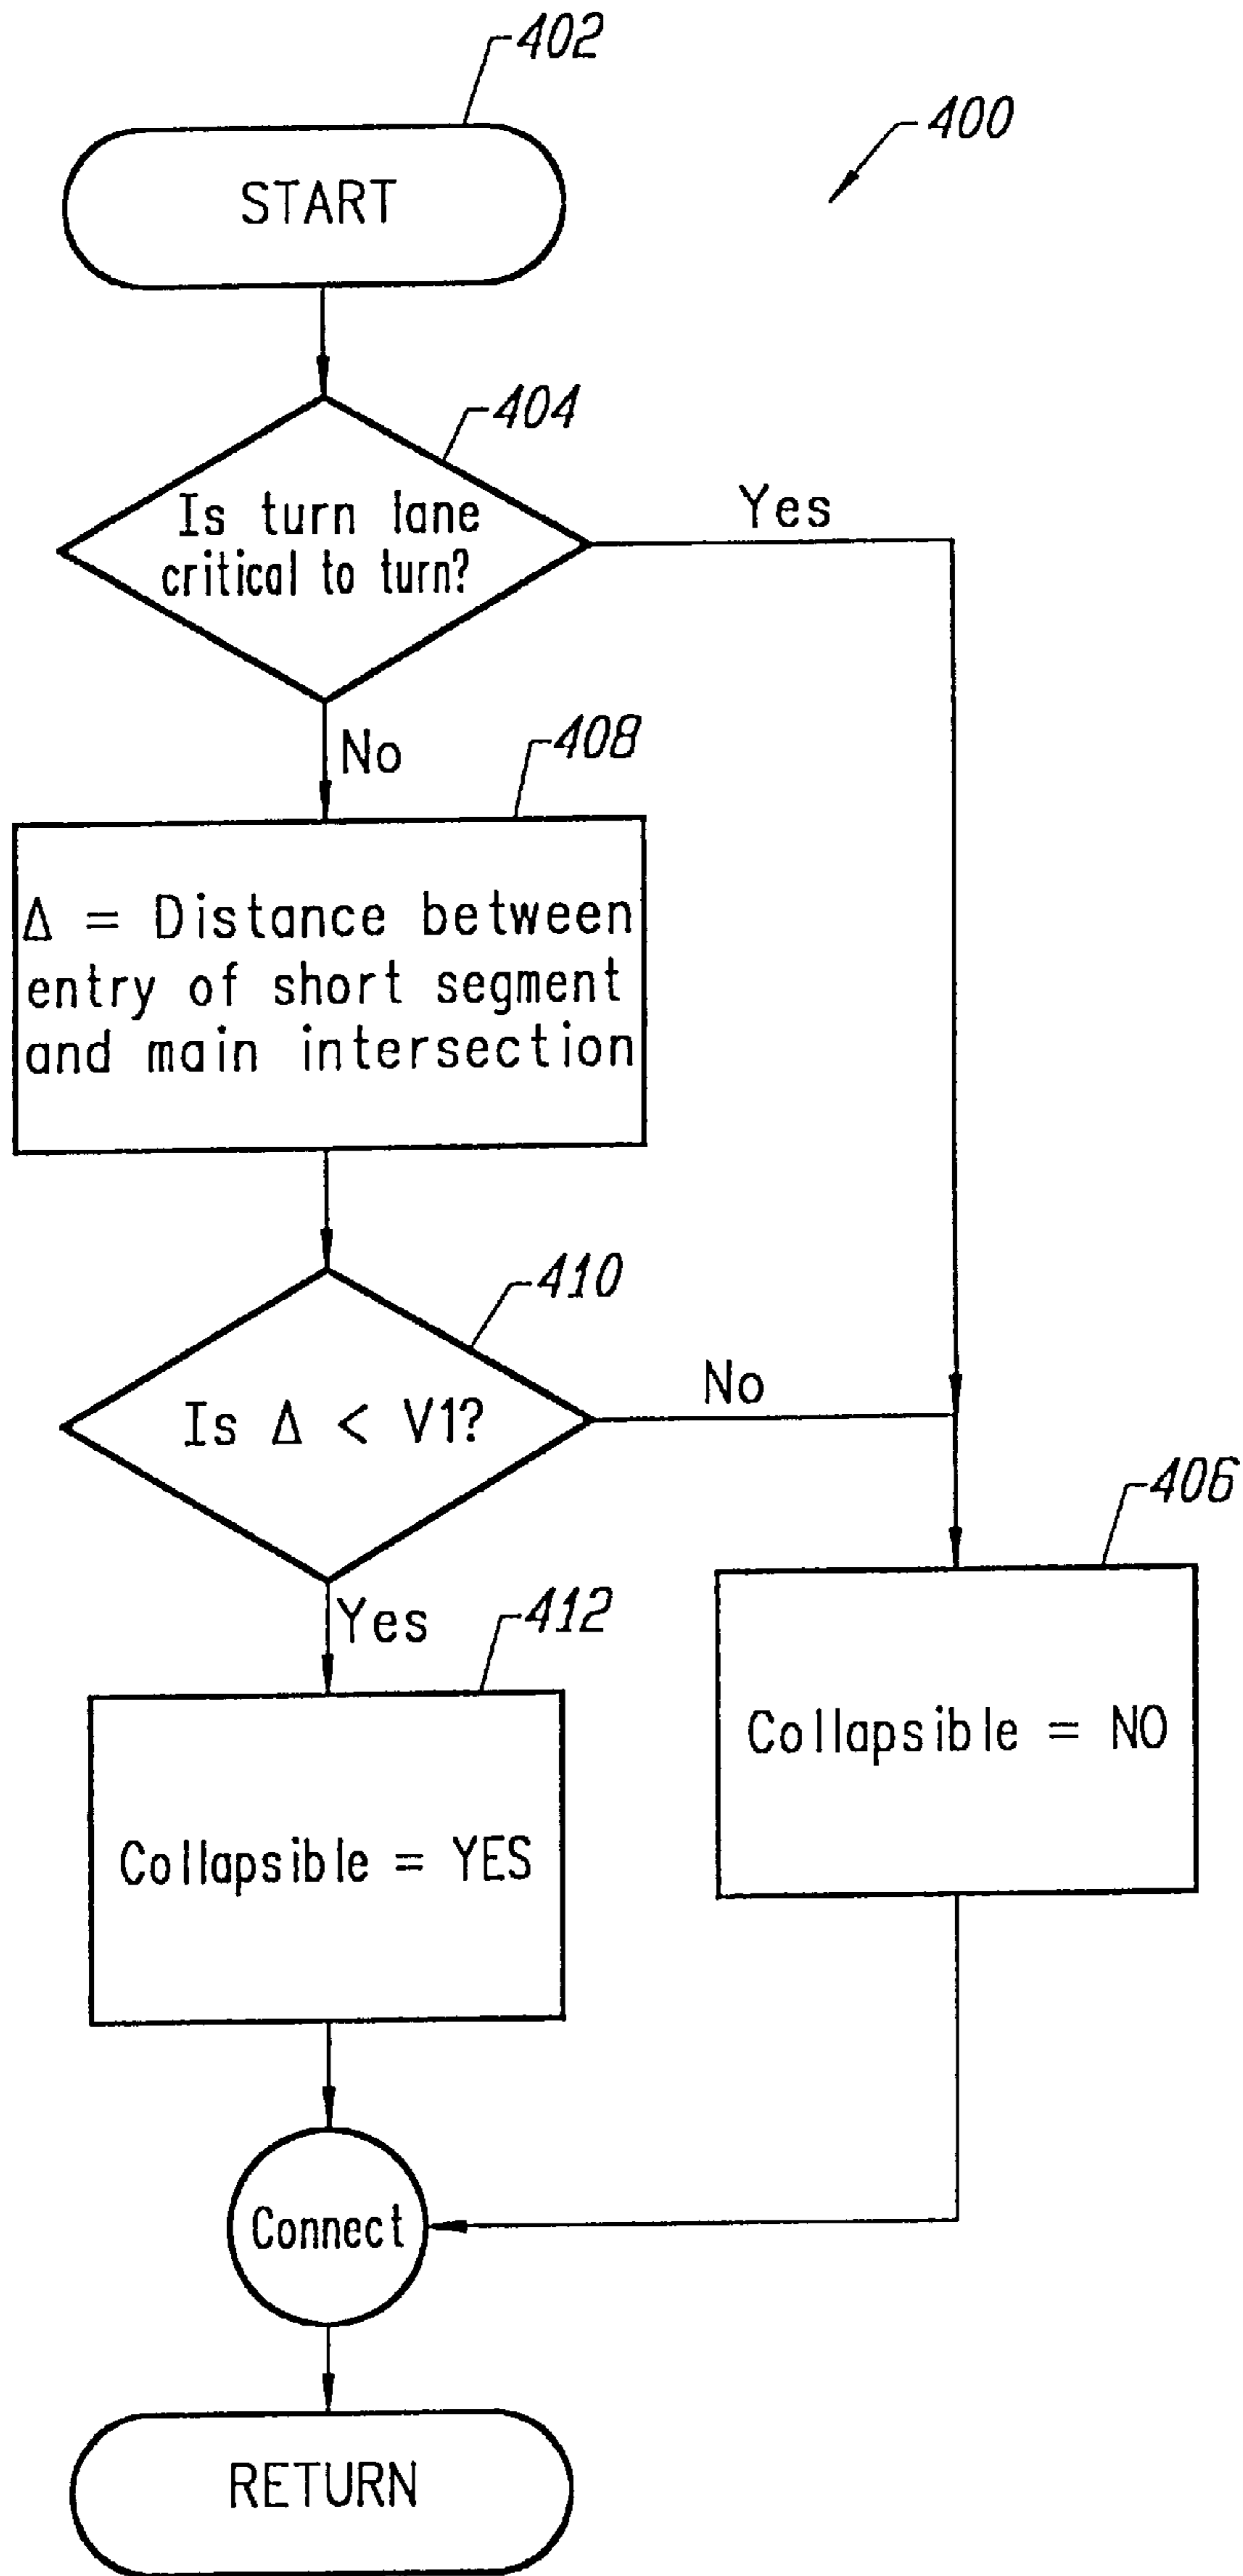 402
400
START
404
Is turn lane
critical to turn?
Yes
No
408
Δ = Distance between
entry of short segment
and main intersection
410
Is Δ < V1?
No
406
Yes
412
Collapsible = NO
Collapsible = YES
Connect
RETURN